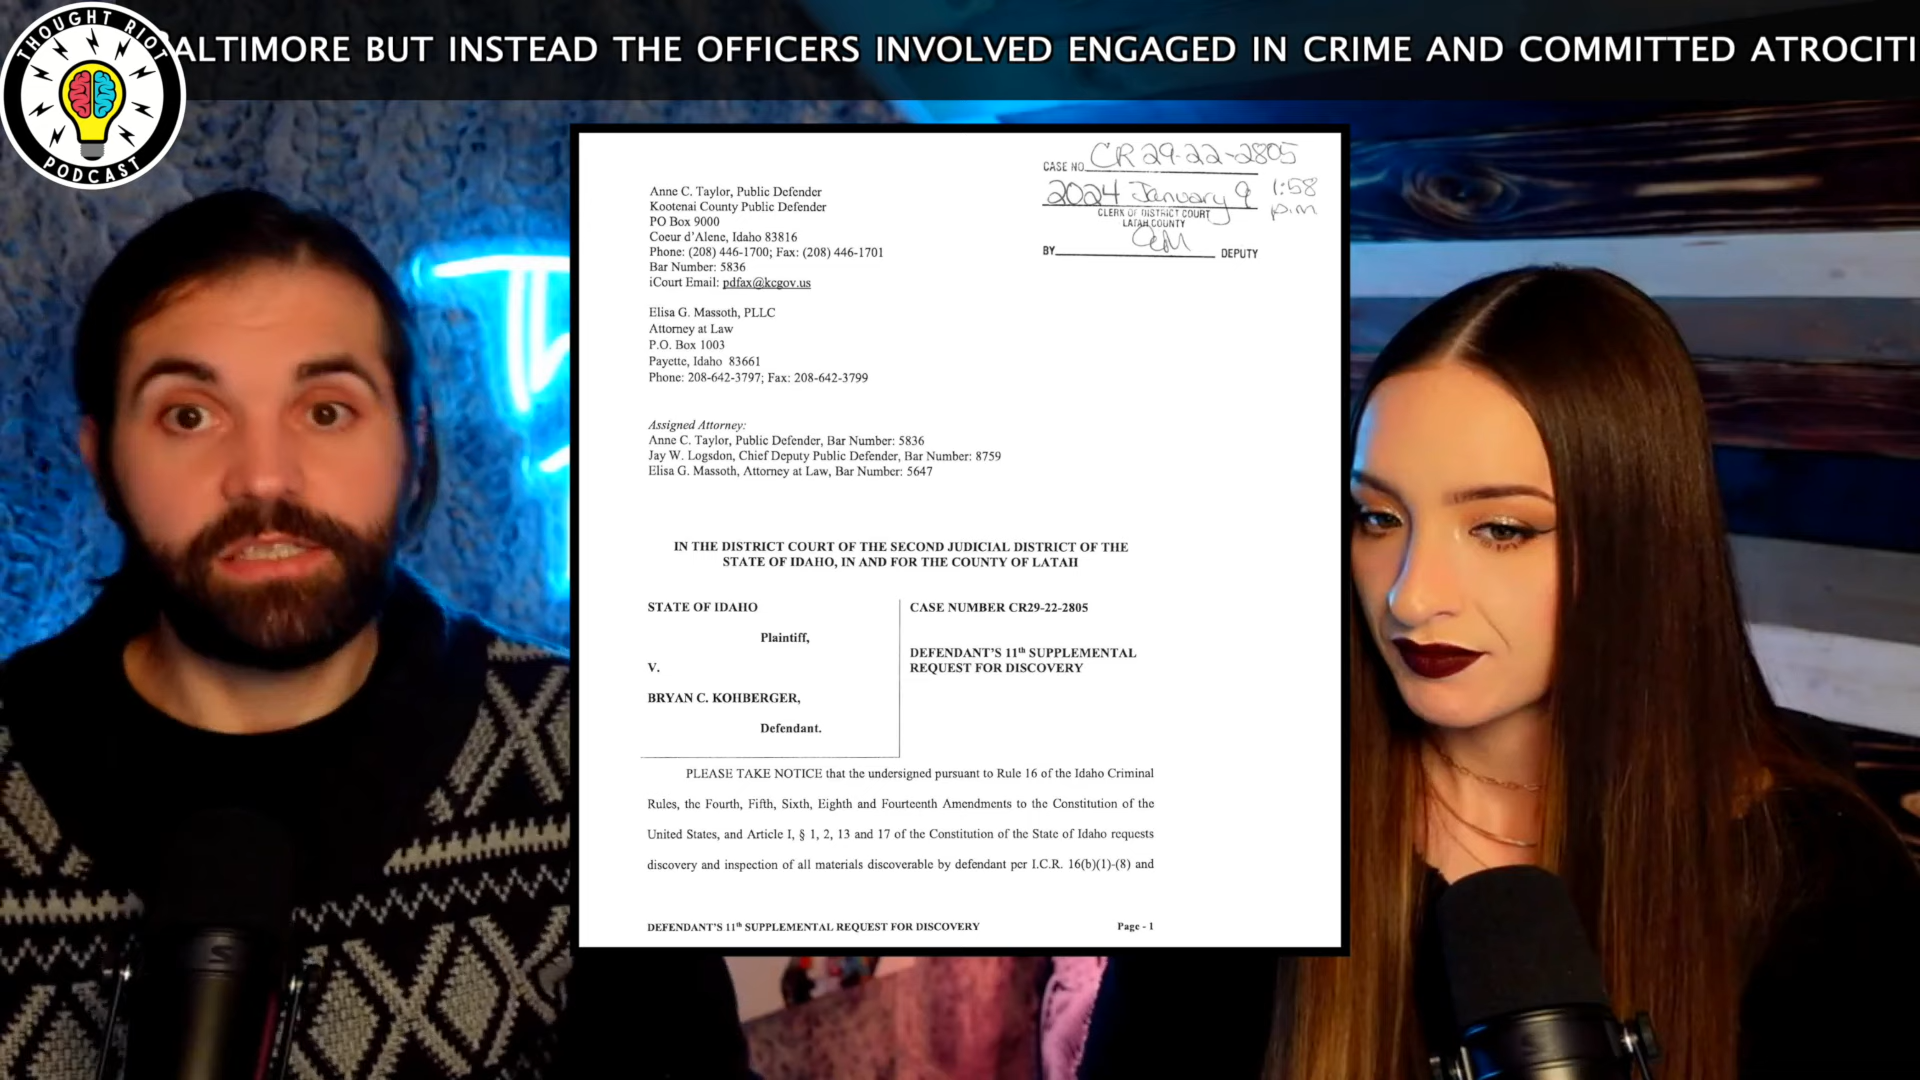 THOUGHT RIOT
PODCAST
ALTIMORE BUT INSTEAD THE OFFICERS INVOLVED ENGAGED IN CRIME AND COMMITTED ATROCITI
CASE NO. CR 29-22-2805
2024 January 9 1:58
p.m
CLERK OF DISTRICT COURT
LATAH COUNTY
BY DEPUTY
Anne C. Taylor, Public Defender
Kootenai County Public Defender
PO Box 9000
Coeur d'Alene, Idaho 83816
Phone: (208) 446-1700; Fax: (208) 446-1701
Bar Number: 5836
iCourt Email: pdfax@kcgov.us
Elisa G. Massoth, PLLC
Attorney at Law
P.O. Box 1003
Payette, Idaho 83661
Phone: 208-642-3797; Fax: 208-642-3799
Assigned Attorney:
Anne C. Taylor, Public Defender, Bar Number: 5836
Jay W. Logsdon, Chief Deputy Public Defender, Bar Number: 8759
Elisa G. Massoth, Attorney at Law, Bar Number: 5647
IN THE DISTRICT COURT OF THE SECOND JUDICIAL DISTRICT OF THE
STATE OF IDAHO, IN AND FOR THE COUNTY OF LATAH
STATE OF IDAHO
Plaintiff,
V.
BRYAN C. KOHBERGER,
Defendant.
CASE NUMBER CR29-22-2805
DEFENDANT'S 11th SUPPLEMENTAL
REQUEST FOR DISCOVERY
PLEASE TAKE NOTICE that the undersigned pursuant to Rule 16 of the Idaho Criminal
Rules, the Fourth, Fifth, Sixth, Eighth and Fourteenth Amendments to the Constitution of the
United States, and Article I, § 1, 2, 13 and 17 of the Constitution of the State of Idaho requests
discovery and inspection of all materials discoverable by defendant per I.C.R. 16(b)(1)-(8) and
DEFENDANT'S 11th SUPPLEMENTAL REQUEST FOR DISCOVERY Page - 1